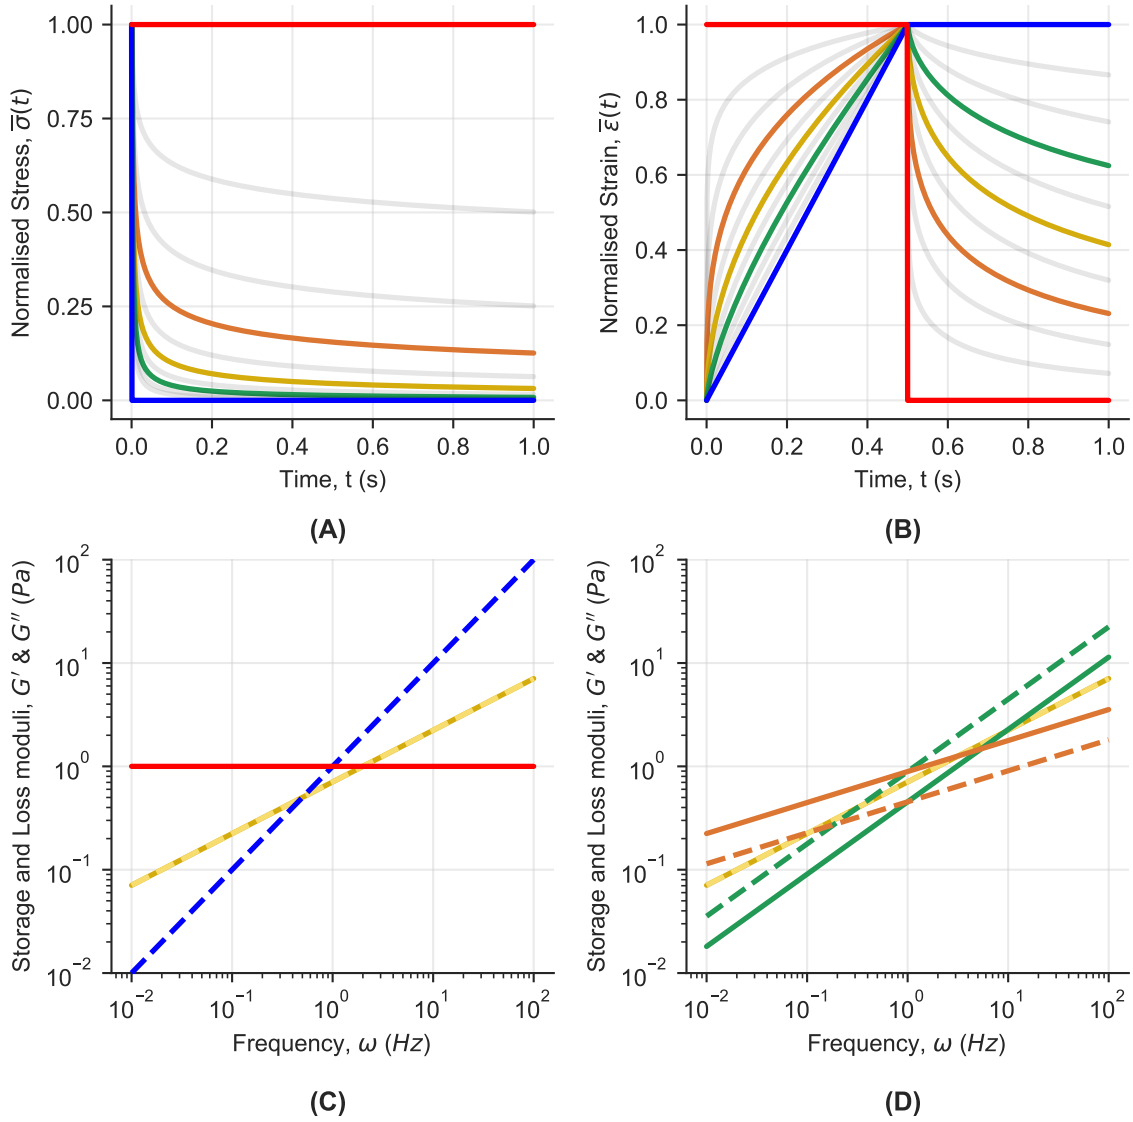 1.00
0.75
0.50
0.25
0.00
Normalised Stress, σ̅(t)
0.0 0.2 0.4 0.6 0.8 1.0
Time, t (s)
(A)
1.0
0.8
0.6
0.4
0.2
0.0
Normalised Strain, ε̅(t)
0.0 0.2 0.4 0.6 0.8 1.0
Time, t (s)
(B)
10²
10¹
10⁰
10⁻¹
10⁻²
Storage and Loss moduli, G′ & G″ (Pa)
10⁻² 10⁻¹ 10⁰ 10¹ 10²
Frequency, ω (Hz)
(C)
10²
10¹
10⁰
10⁻¹
10⁻²
Storage and Loss moduli, G′ & G″ (Pa)
10⁻² 10⁻¹ 10⁰ 10¹ 10²
Frequency, ω (Hz)
(D)